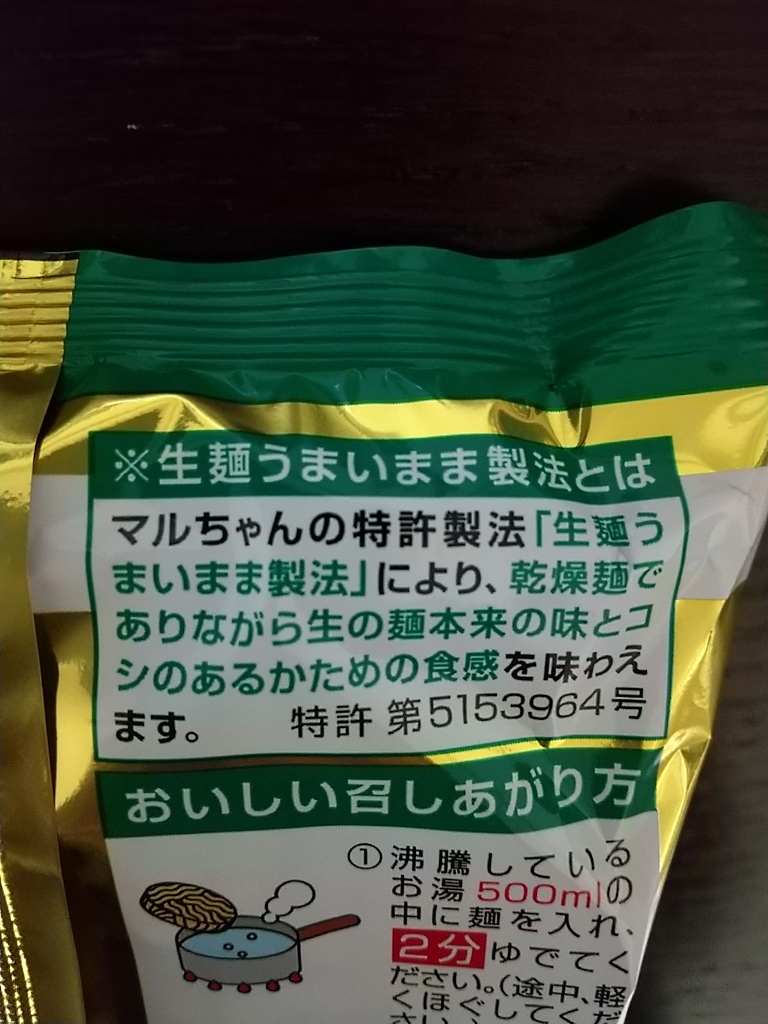 ※生麺うまいまま製法とは
マルちゃんの特許製法「生麺う
まいまま製法」により、乾燥麺で
ありながら生の麺本来の味とコ
シのあるかための食感を味わえ
ます。 特許 第5153964号
おいしい召しあがり方
①沸騰している
お湯500mlの
中に麺を入れ、
2分ゆでてく
ださい。(途中、軽
くほぐしてくだ
さい。)